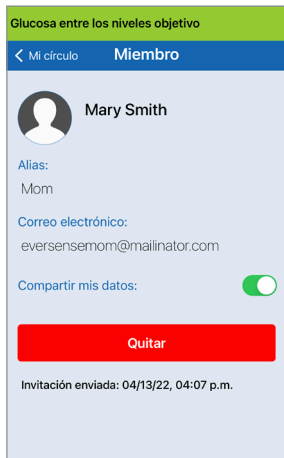 Glucosa entre los niveles objetivo
Mi círculo Miembro
Mary Smith
Alias:
Mom
Correo electrónico:
eversensemom@mailinator.com
Compartir mis datos:
Quitar
Invitación enviada: 04/13/22, 04:07 p.m.